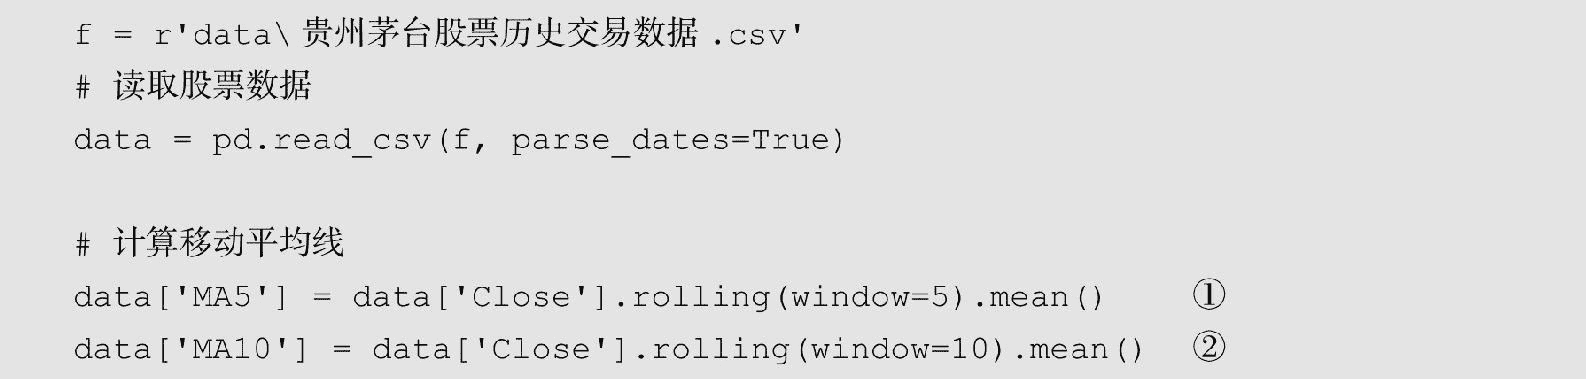 f = r'data\贵州茅台股票历史交易数据.csv'
# 读取股票数据
data = pd.read_csv(f, parse_dates=True)
# 计算移动平均线
data['MA5'] = data['Close'].rolling(window=5).mean() ①
data['MA10'] = data['Close'].rolling(window=10).mean() ②